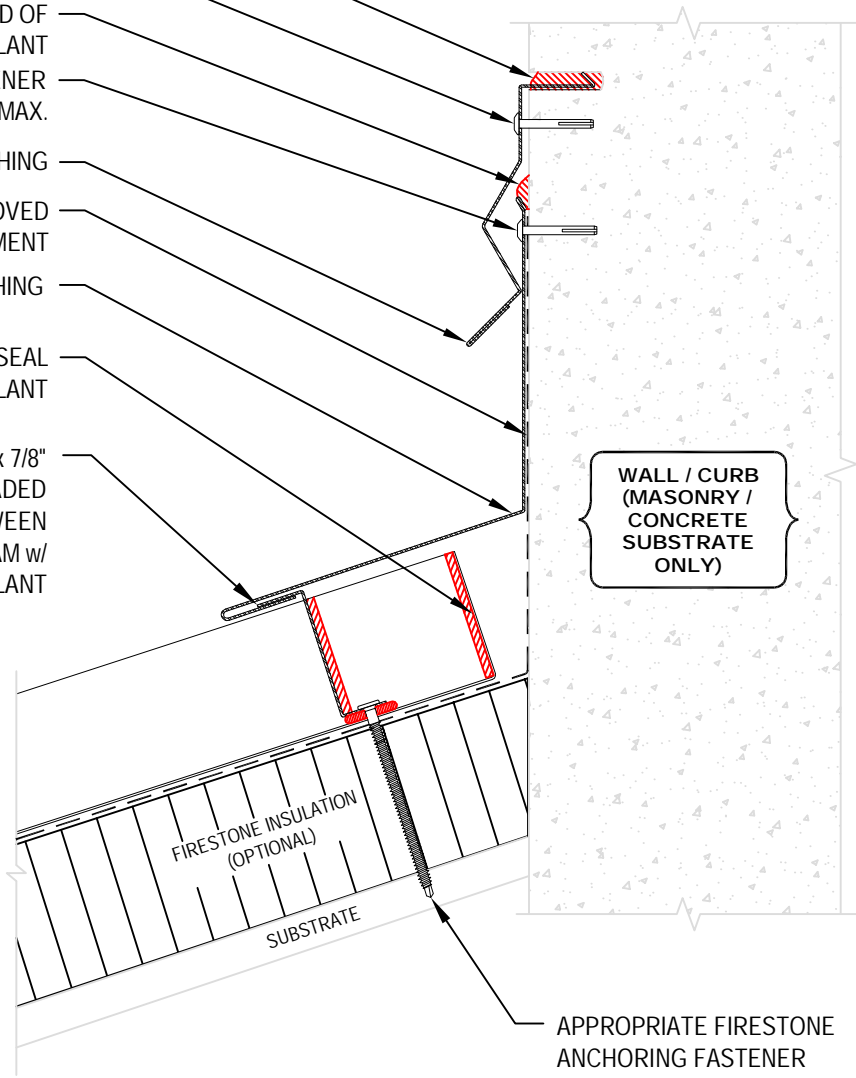 D OF
LANT
NER
MAX.
HING
OVED
MENT
HING
SEAL
LANT
x 7/8"
ADED
WEEN
AM w/
LANT
WALL / CURB
(MASONRY /
CONCRETE
SUBSTRATE
ONLY)
FIRESTONE INSULATION
(OPTIONAL)
SUBSTRATE
APPROPRIATE FIRESTONE
ANCHORING FASTENER